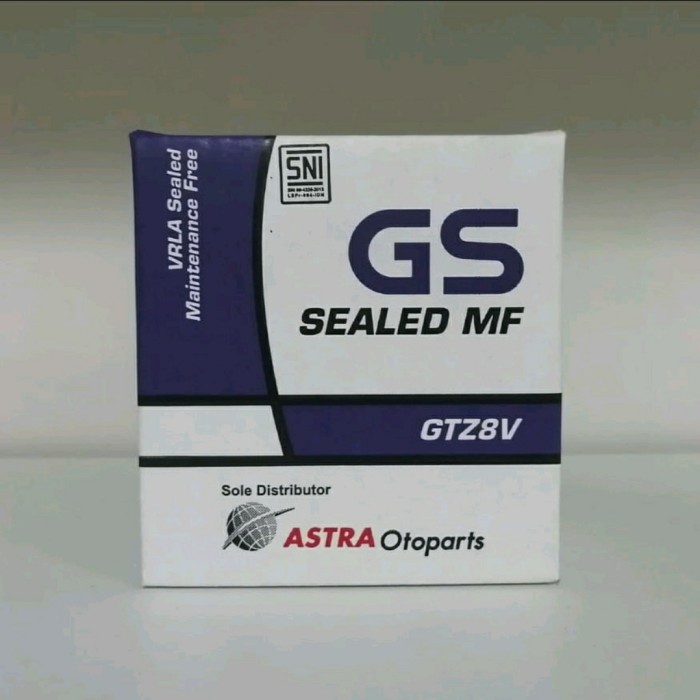 VRLA Sealed
Maintenance Free
SNI
GS
SEALED MF
GTZ8V
Sole Distributor
ASTRA Otoparts